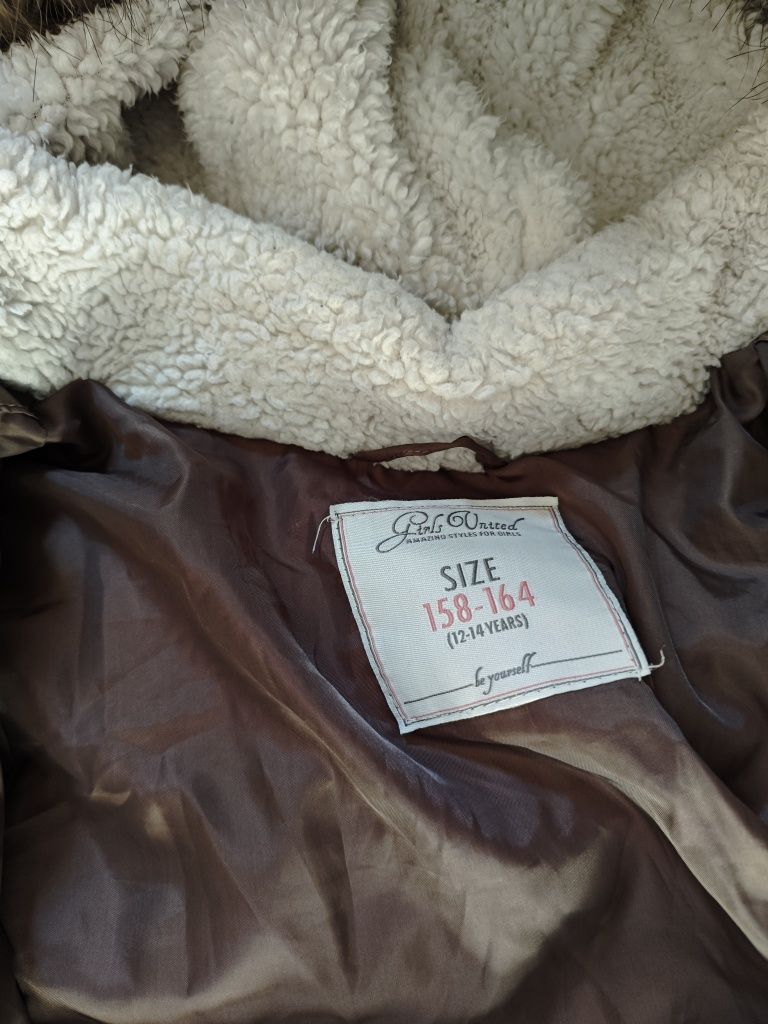 Girls United
AMAZING STYLES FOR GIRLS
SIZE
158-164
(12-14 YEARS)
be yourself